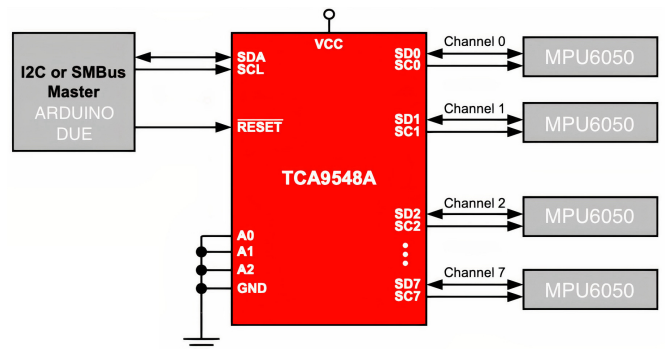 VCC
I2C or SMBus
Master
ARDUINO
DUE
SDA
SCL
RESET
TCA9548A
A0
A1
A2
GND
SD0
SC0
Channel 0
MPU6050
SD1
SC1
Channel 1
MPU6050
SD2
SC2
Channel 2
MPU6050
SD7
SC7
Channel 7
MPU6050